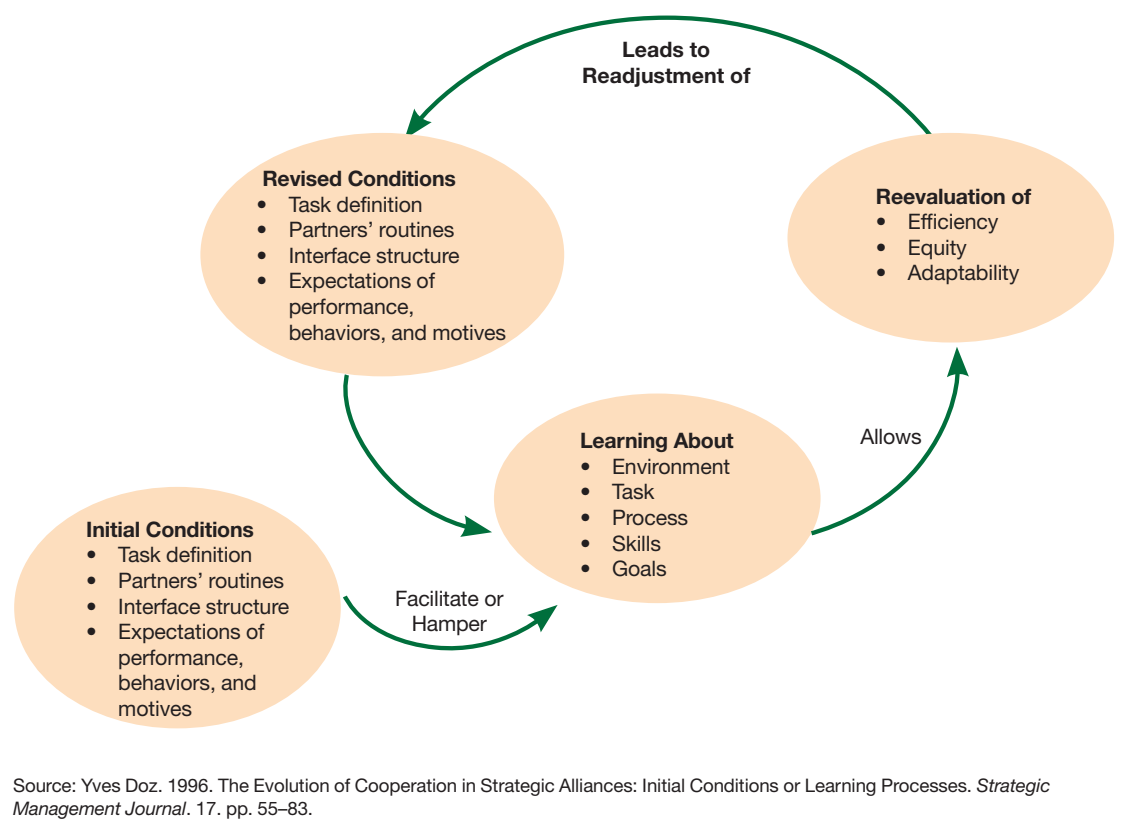 Leads to
Readjustment of
Revised Conditions
• Task definition
• Partners’ routines
• Interface structure
• Expectations of
performance,
behaviors, and motives
Reevaluation of
• Efficiency
• Equity
• Adaptability
Learning About
• Environment
• Task
• Process
• Skills
• Goals
Allows
Initial Conditions
• Task definition
• Partners’ routines
• Interface structure
• Expectations of
performance,
behaviors, and
motives
Facilitate or
Hamper
Source: Yves Doz. 1996. The Evolution of Cooperation in Strategic Alliances: Initial Conditions or Learning Processes. Strategic
Management Journal. 17. pp. 55–83.